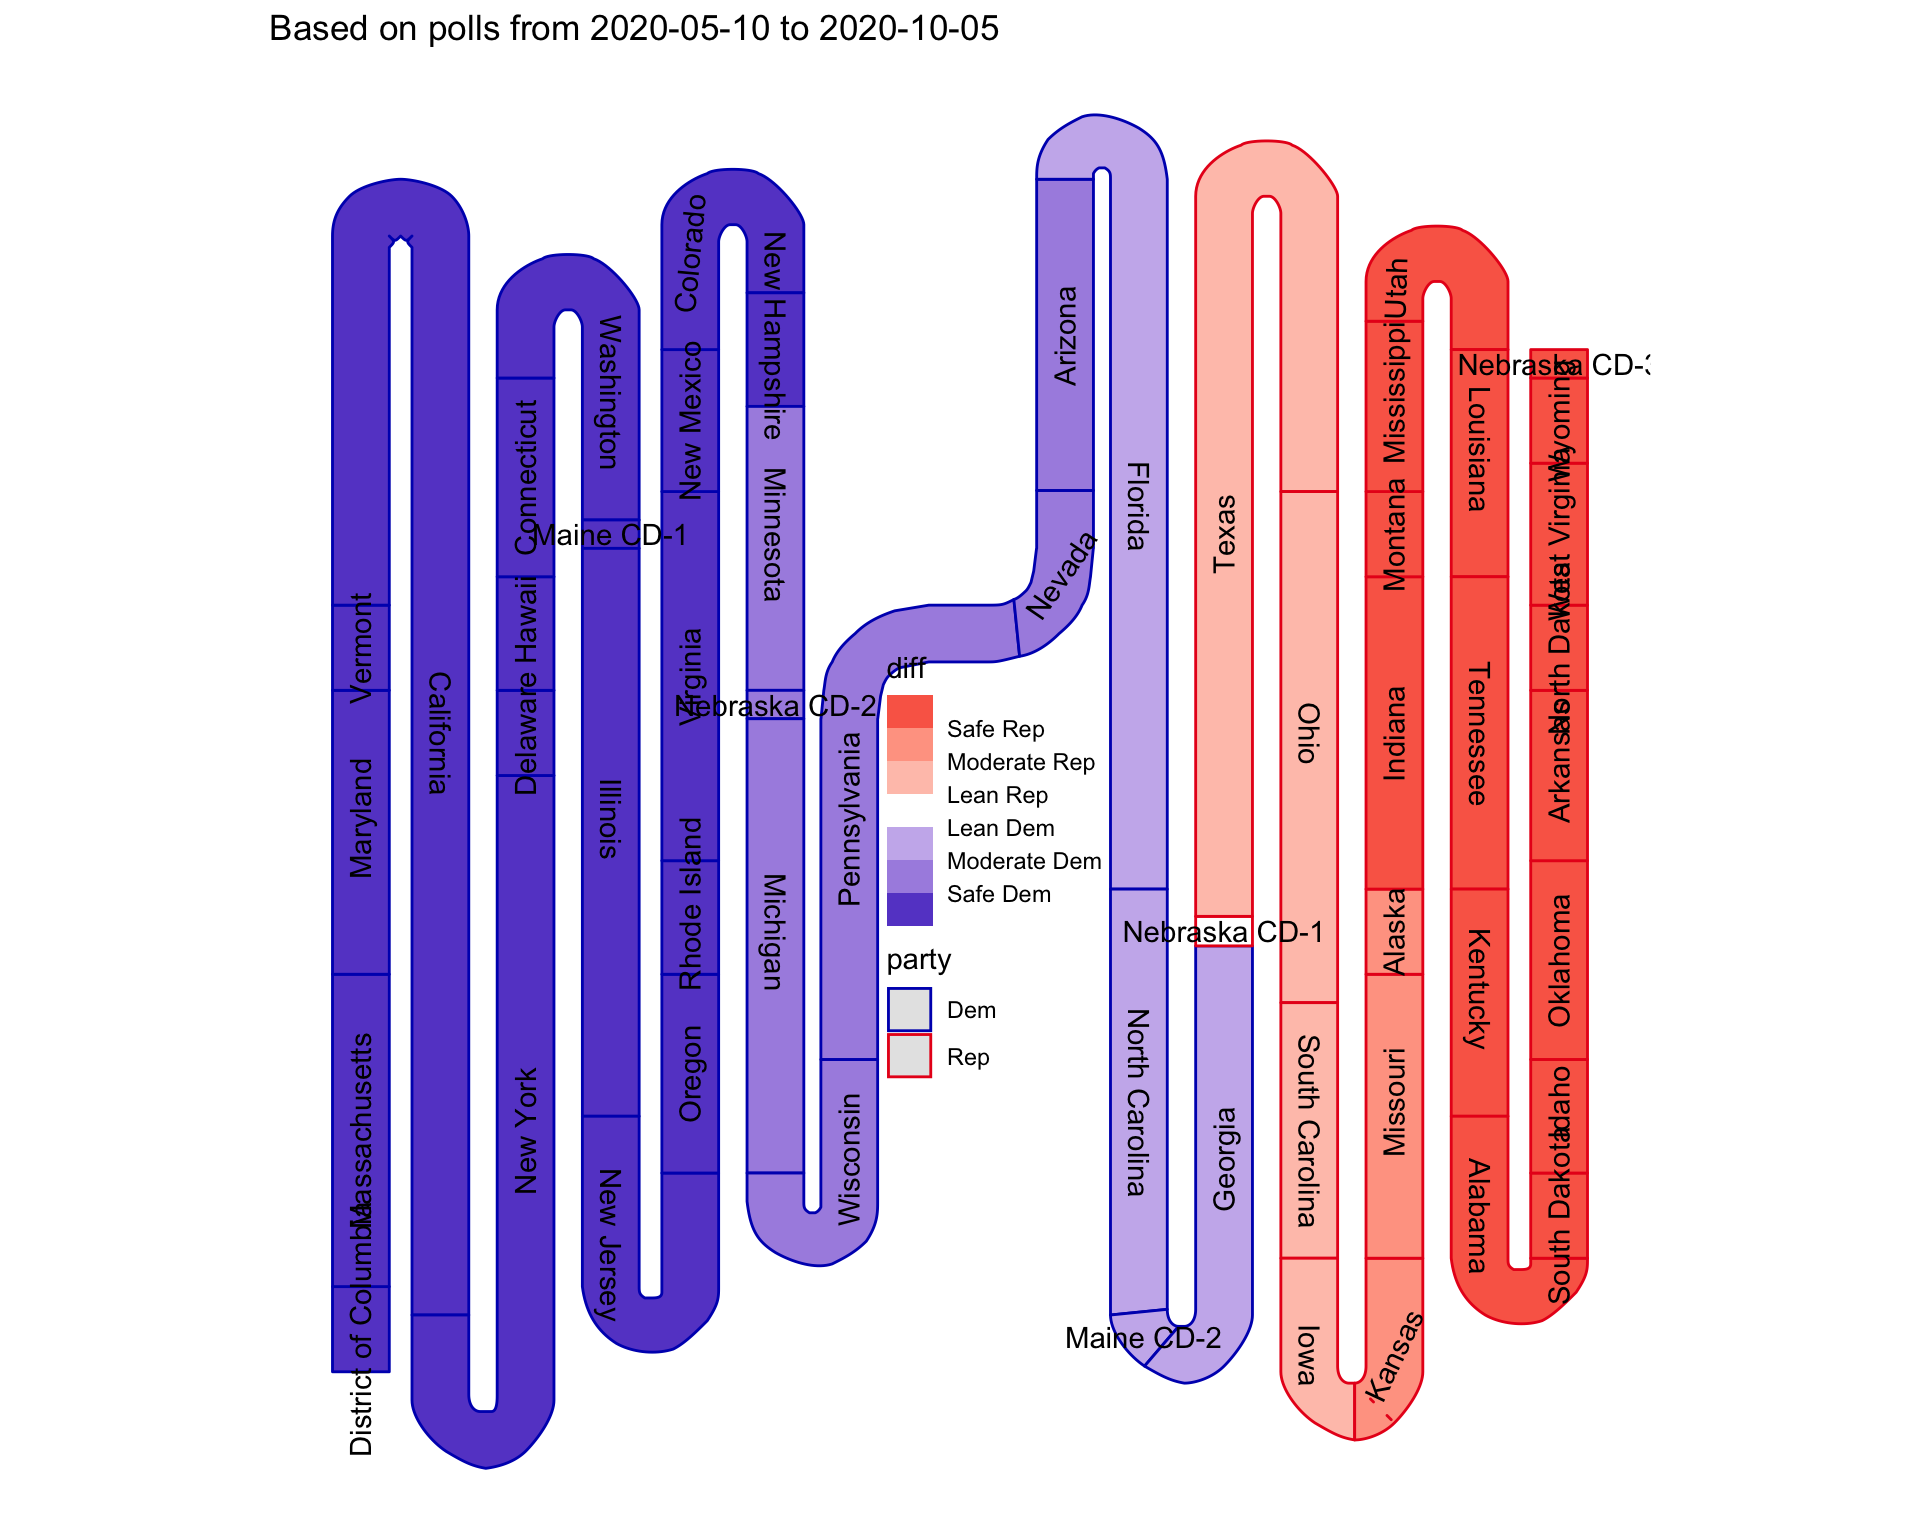 Based on polls from 2020-05-10 to 2020-10-05
District of Columbia
Massachusetts
Maryland
Vermont
California
New York
Delaware
Hawaii
Connecticut
Washington
Maine CD-1
Illinois
New Jersey
Oregon
Rhode Island
Virginia
New Mexico
Colorado
New Hampshire
Minnesota
Nebraska CD-2
Michigan
Wisconsin
Pennsylvania
Nevada
Arizona
Florida
North Carolina
Maine CD-2
Georgia
Nebraska CD-1
Texas
Ohio
South Carolina
Iowa
Kansas
Missouri
Alaska
Indiana
Montana
Mississippi
Utah
Louisiana
Tennessee
Kentucky
Alabama
South Dakota
Idaho
Oklahoma
Arkansas
North Dakota
West Virginia
Wyoming
Nebraska CD-
diff
Safe Rep
Moderate Rep
Lean Rep
Lean Dem
Moderate Dem
Safe Dem
party
Dem
Rep